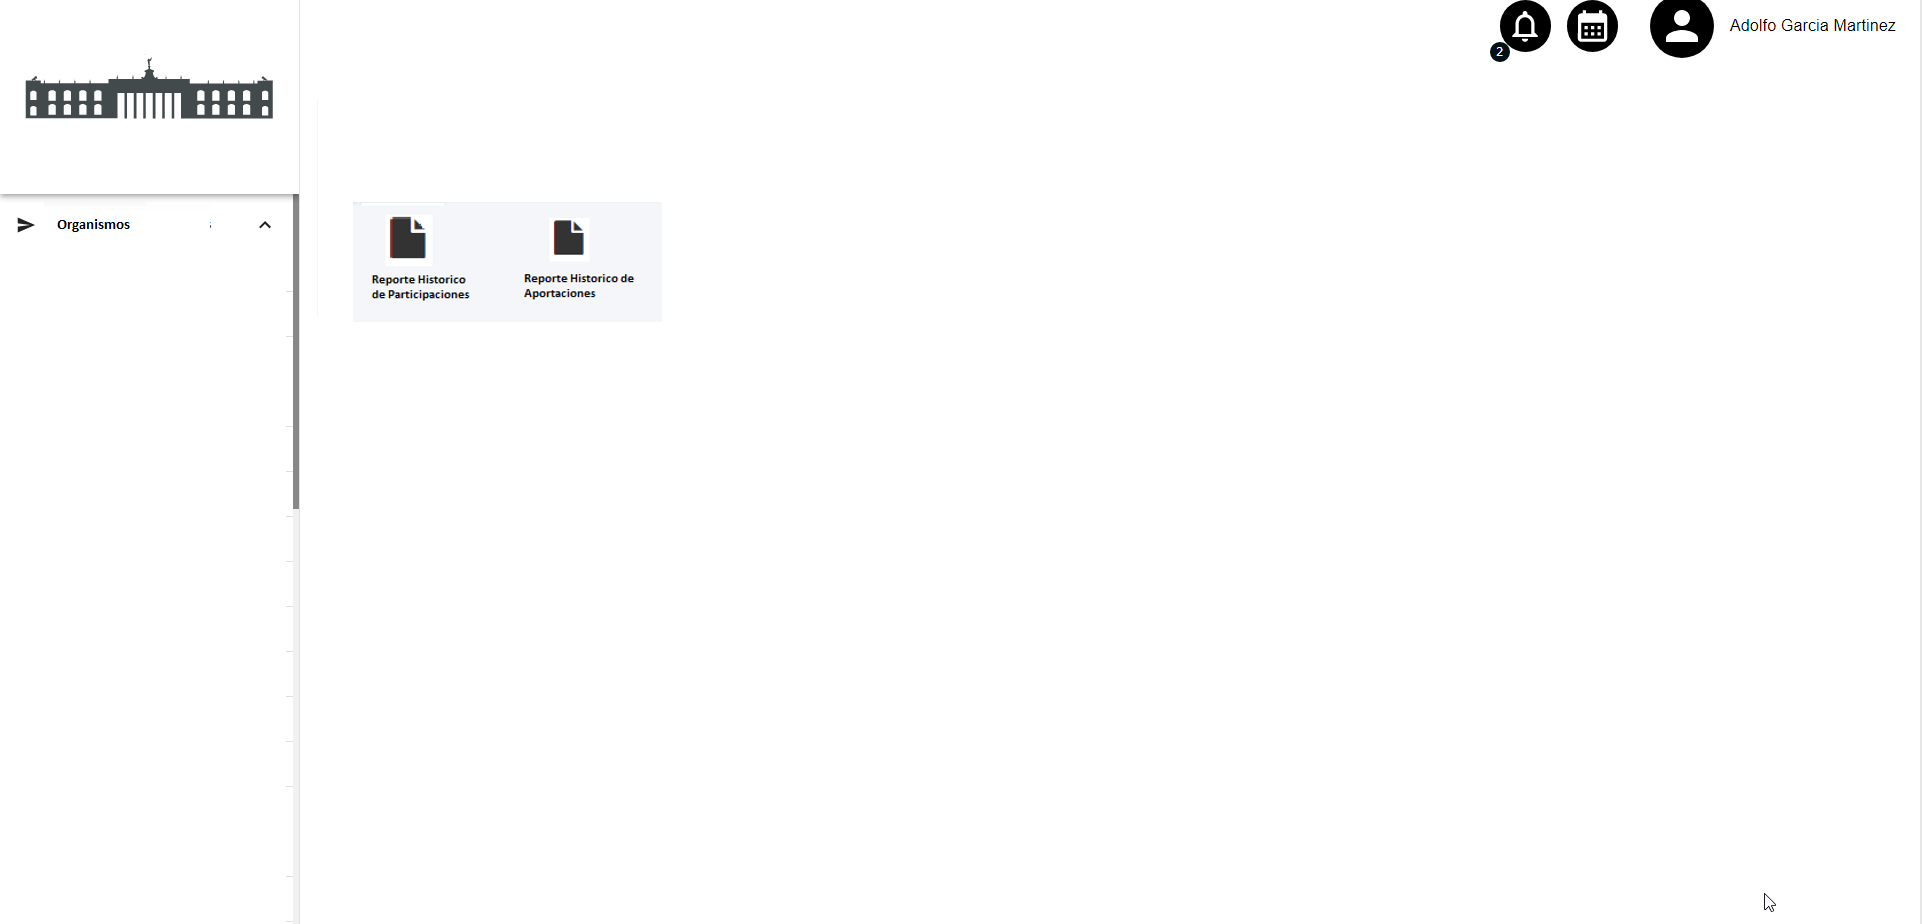 2
Adolfo Garcia Martinez
Organismos
Reporte Historico
de Participaciones
Reporte Historico de
Aportaciones